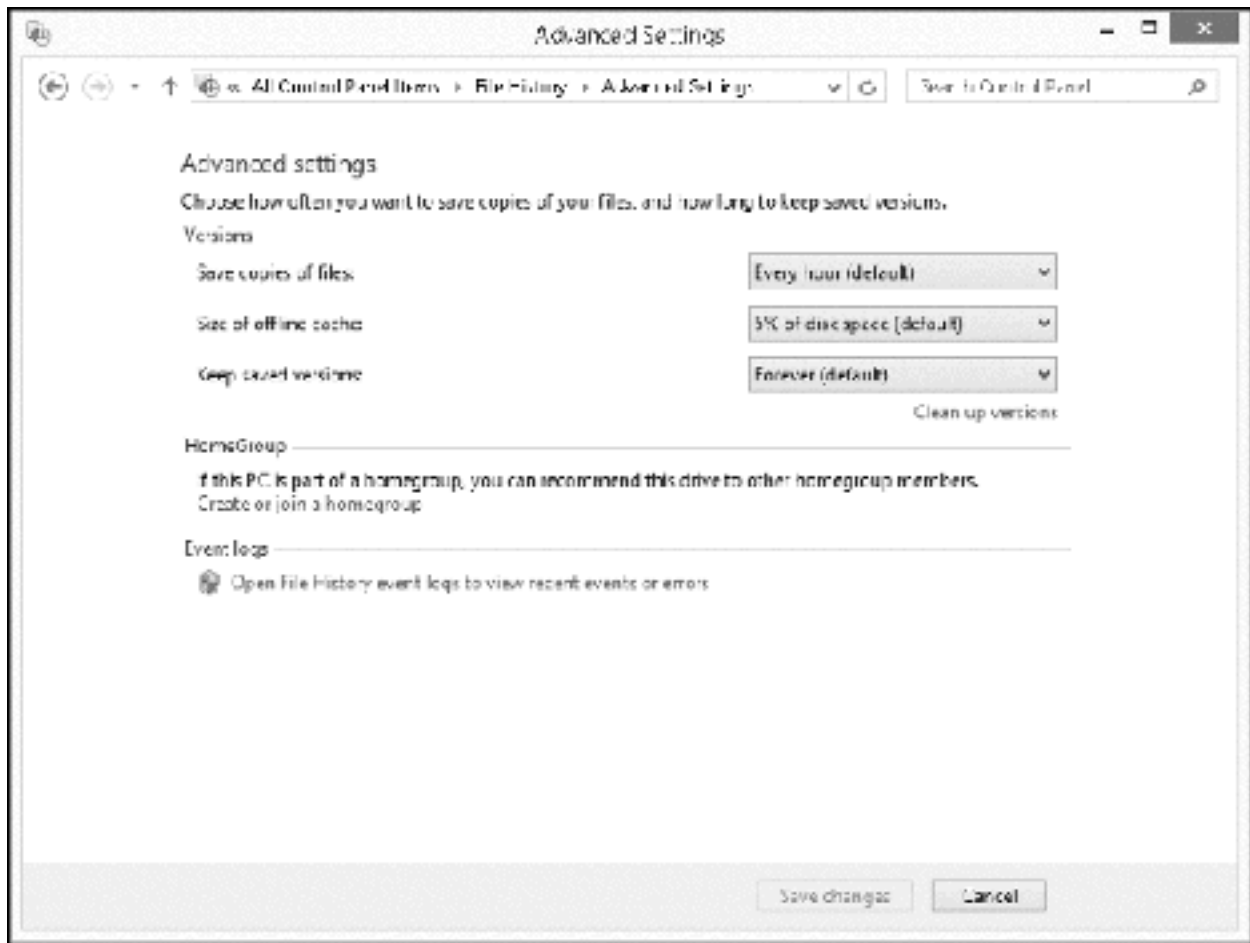 Advanced Settings
« All Control Panel Items ▸ File History ▸ Advanced Settings
Search Control Panel
Advanced settings
Choose how often you want to save copies of your files, and how long to keep saved versions.
Versions
Save copies of files:
Every hour (default)
Size of offline cache:
5% of disk space (default)
Keep saved versions:
Forever (default)
Clean up versions
HomeGroup
If this PC is part of a homegroup, you can recommend this drive to other homegroup members.
Create or join a homegroup
Event logs
Open File History event logs to view recent events or errors
Save changes
Cancel